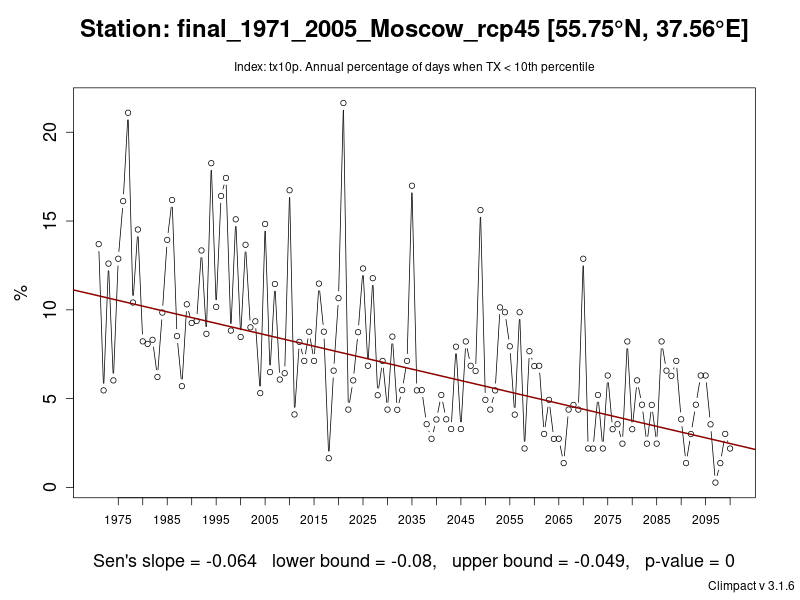 Station: final_1971_2005_Moscow_rcp45 [55.75°N, 37.56°E]
Index: tx10p. Annual percentage of days when TX < 10th percentile
20
15
10
5
0
%
1975 1985 1995 2005 2015 2025 2035 2045 2055 2065 2075 2085 2095
Sen's slope = -0.064 lower bound = -0.08, upper bound = -0.049, p-value = 0
Climpact v 3.1.6